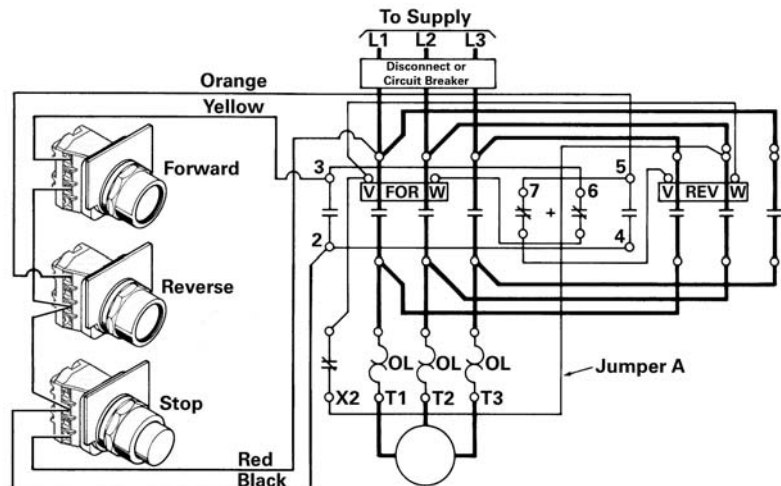 To Supply
L1 L2 L3
Disconnect or
Circuit Breaker
Orange
Yellow
Forward
3
V FOR W
7 6
+
5
V REV W
2
4
Reverse
OL OL OL
Jumper A
X2 T1 T2 T3
Stop
Red
Black